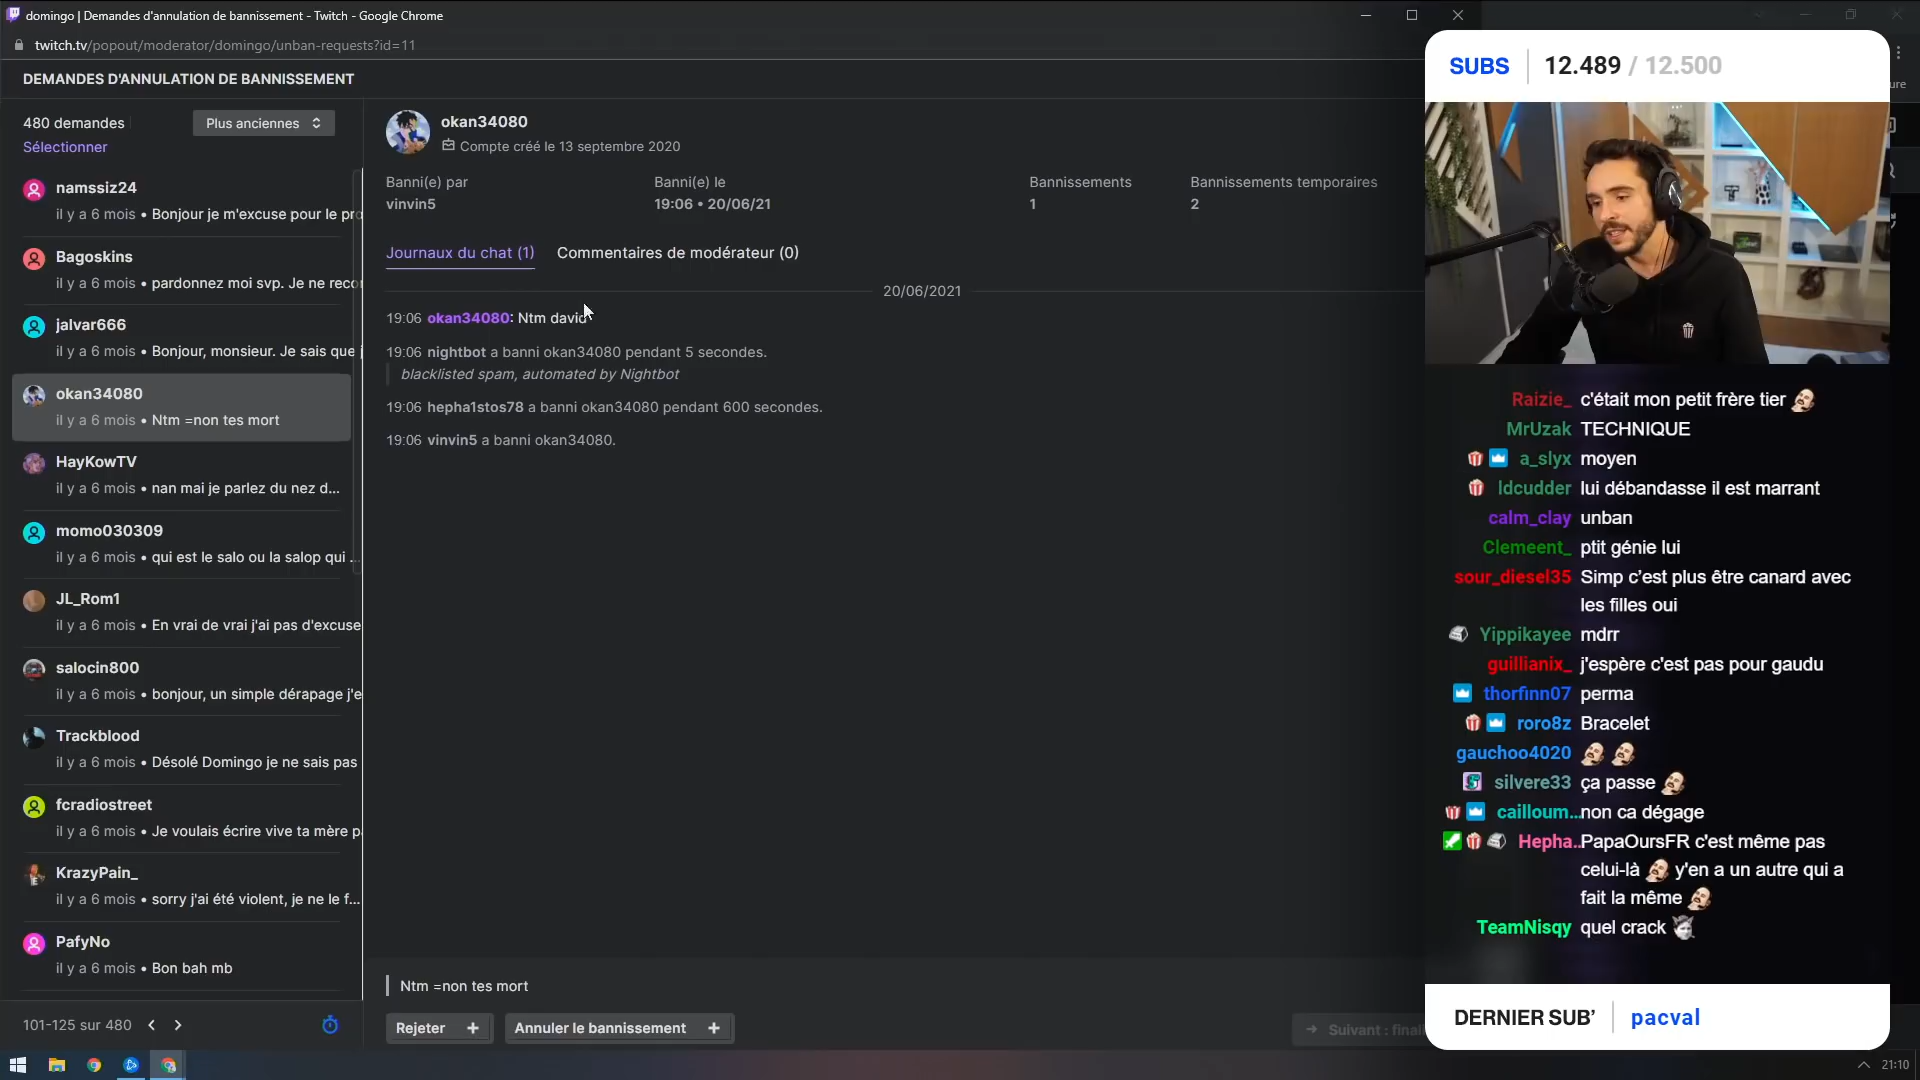 domingo | Demandes d'annulation de bannissement - Twitch - Google Chrome
twitch.tv/popout/moderator/domingo/unban-requests?id=11
DEMANDES D'ANNULATION DE BANNISSEMENT
480 demandes
Plus anciennes
Sélectionner
namssiz24
il y a 6 mois • Bonjour je m'excuse pour le pro
Bagoskins
il y a 6 mois • pardonnez moi svp. Je ne recor
jalvar666
il y a 6 mois • Bonjour, monsieur. Je sais que j
okan34080
il y a 6 mois • Ntm =non tes mort
HayKowTV
il y a 6 mois • nan mai je parlez du nez d...
momo030309
il y a 6 mois • qui est le salo ou la salop qui ...
JL_Rom1
il y a 6 mois • En vrai de vrai j'ai pas d'excuse
salocin800
il y a 6 mois • bonjour, un simple dérapage j'e
Trackblood
il y a 6 mois • Désolé Domingo je ne sais pas
fcradiostreet
il y a 6 mois • Je voulais écrire vive ta mère p
KrazyPain_
il y a 6 mois • sorry j'ai été violent, je ne le f...
PafyNo
il y a 6 mois • Bon bah mb
101-125 sur 480
okan34080
Compte créé le 13 septembre 2020
Banni(e) par
vinvin5
Banni(e) le
19:06 • 20/06/21
Bannissements
1
Bannissements temporaires
2
Journaux du chat (1)
Commentaires de modérateur (0)
20/06/2021
19:06 okan34080: Ntm david
19:06 nightbot a banni okan34080 pendant 5 secondes.
blacklisted spam, automated by Nightbot
19:06 hepha1stos78 a banni okan34080 pendant 600 secondes.
19:06 vinvin5 a banni okan34080.
Ntm =non tes mort
Rejeter +
Annuler le bannissement +
→ Suivant : final
SUBS 12.489 / 12.500
ure
Raizie_ c'était mon petit frère tier
MrUzak TECHNIQUE
a_slyx moyen
ldcudder lui débandasse il est marrant
calm_clay unban
Clemeent_ ptit génie lui
sour_diesel35 Simp c'est plus être canard avec
les filles oui
Yippikayee mdrr
guillianix_ j'espère c'est pas pour gaudu
thorfinn07 perma
roro8z Bracelet
gauchoo4020
silvere33 ça passe
cailloum... non ca dégage
Hepha.. PapaOursFR c'est même pas
celui-là y'en a un autre qui a
fait la même
TeamNisqy quel crack
DERNIER SUB' pacval
21:10